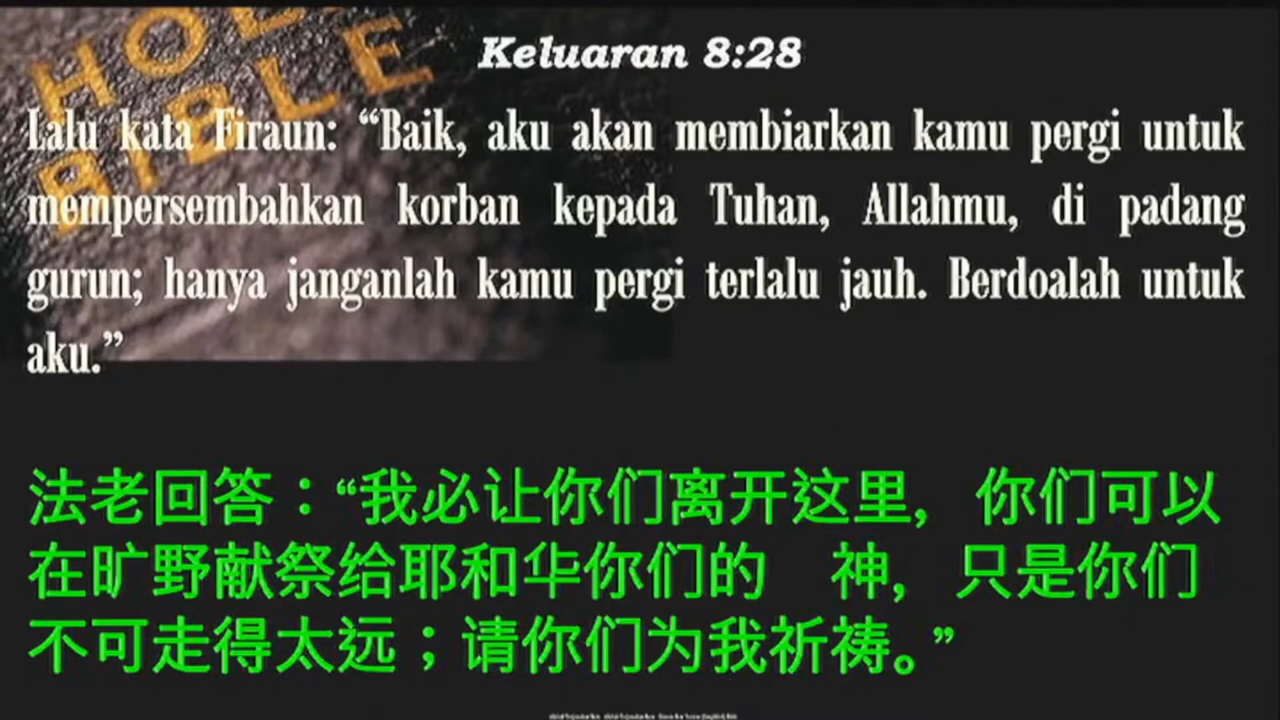 HOL
BIBLE
Keluaran 8:28
Lalu kata Firaun: “Baik, aku akan membiarkan kamu pergi untuk
mempersembahkan korban kepada Tuhan, Allahmu, di padang
gurun; hanya janganlah kamu pergi terlalu jauh. Berdoalah untuk
aku.”
法老回答：“我必让你们离开这里, 你们可以
在旷野献祭给耶和华你们的　神, 只是你们
不可走得太远；请你们为我祈祷。”